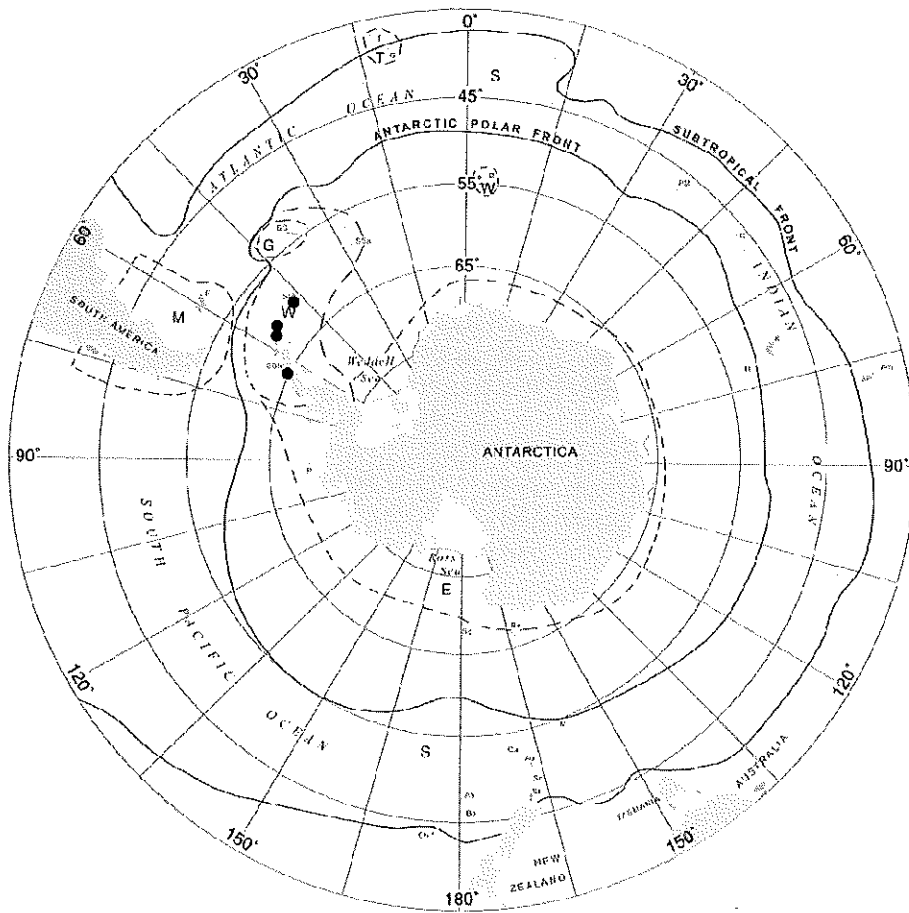 0°
30°
30°
T
S
ATLANTIC OCEAN
45°
ANTARCTIC POLAR FRONT
SUBTROPICAL FRONT
55°
W
60°
60°
G
65°
INDIAN OCEAN
SOUTH AMERICA
M
W
Weddell
Sea
90°
ANTARCTICA
90°
SOUTH PACIFIC OCEAN
Ross
Sea
E
120°
120°
S
AUSTRALIA
TASMANIA
150°
150°
NEW
ZEALAND
180°